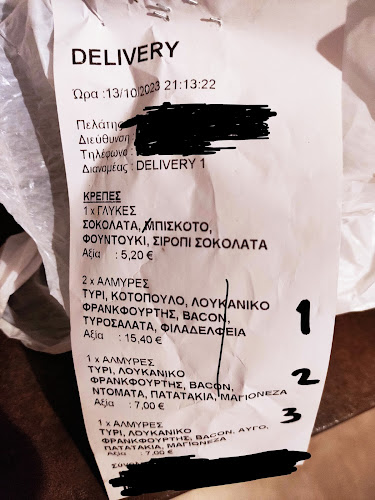 DELIVERY
Ώρα :13/10/2023 21:13:22
Πελάτης
Διεύθυνση
Τηλέφωνο :
Διανομέας : DELIVERY 1
ΚΡΕΠΕΣ
1 x ΓΛΥΚΕΣ
ΣΟΚΟΛΑΤΑ, ΜΠΙΣΚΟΤΟ,
ΦΟΥΝΤΟΥΚΙ, ΣΙΡΟΠΙ ΣΟΚΟΛΑΤΑ
Αξία : 5,20 €
2 x ΑΛΜΥΡΕΣ
ΤΥΡΙ, ΚΟΤΟΠΟΥΛΟ, ΛΟΥΚΑΝΙΚΟ
ΦΡΑΝΚΦΟΥΡΤΗΣ, BACON,
ΤΥΡΟΣΑΛΑΤΑ, ΦΙΛΑΔΕΛΦΕΙΑ
Αξία : 15,40 €
1
1 x ΑΛΜΥΡΕΣ
ΤΥΡΙ, ΛΟΥΚΑΝΙΚΟ
ΦΡΑΝΚΦΟΥΡΤΗΣ, BACON,
ΝΤΟΜΑΤΑ, ΠΑΤΑΤΑΚΙΑ, ΜΑΓΙΟΝΕΖΑ
Αξία : 7,00 €
2
1 x ΑΛΜΥΡΕΣ
ΤΥΡΙ, ΛΟΥΚΑΝΙΚΟ
ΦΡΑΝΚΦΟΥΡΤΗΣ, BACON, ΑΥΓΟ,
ΠΑΤΑΤΑΚΙΑ, ΜΑΓΙΟΝΕΖΑ
Αξία : 7,00 €
3